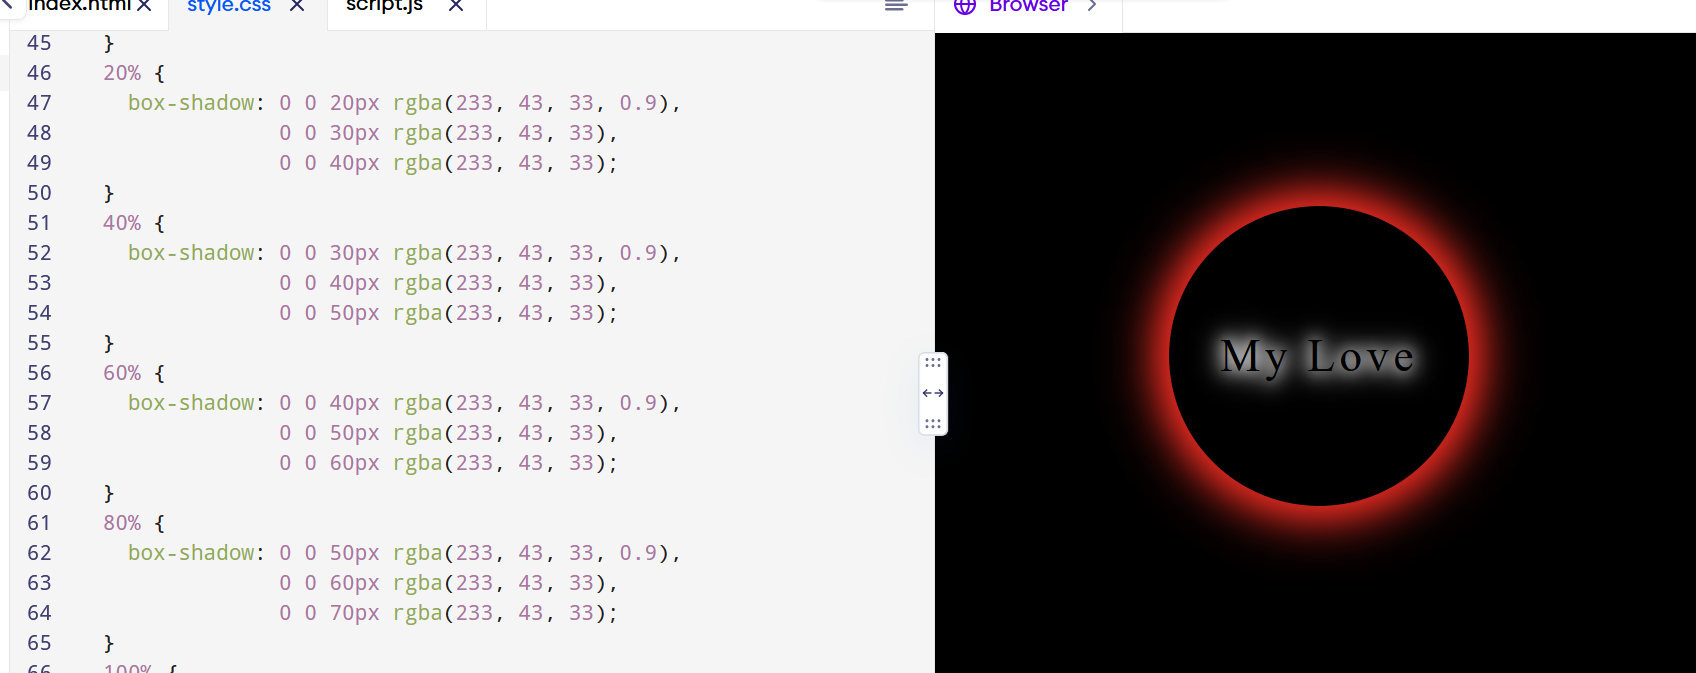 index.html
style.css
script.js
Browser
45 }
46 20% {
47 box-shadow: 0 0 20px rgba(233, 43, 33, 0.9),
48 0 0 30px rgba(233, 43, 33),
49 0 0 40px rgba(233, 43, 33);
50 }
51 40% {
52 box-shadow: 0 0 30px rgba(233, 43, 33, 0.9),
53 0 0 40px rgba(233, 43, 33),
54 0 0 50px rgba(233, 43, 33);
55 }
56 60% {
57 box-shadow: 0 0 40px rgba(233, 43, 33, 0.9),
58 0 0 50px rgba(233, 43, 33),
59 0 0 60px rgba(233, 43, 33);
60 }
61 80% {
62 box-shadow: 0 0 50px rgba(233, 43, 33, 0.9),
63 0 0 60px rgba(233, 43, 33),
64 0 0 70px rgba(233, 43, 33);
65 }
66 100% {
My Love